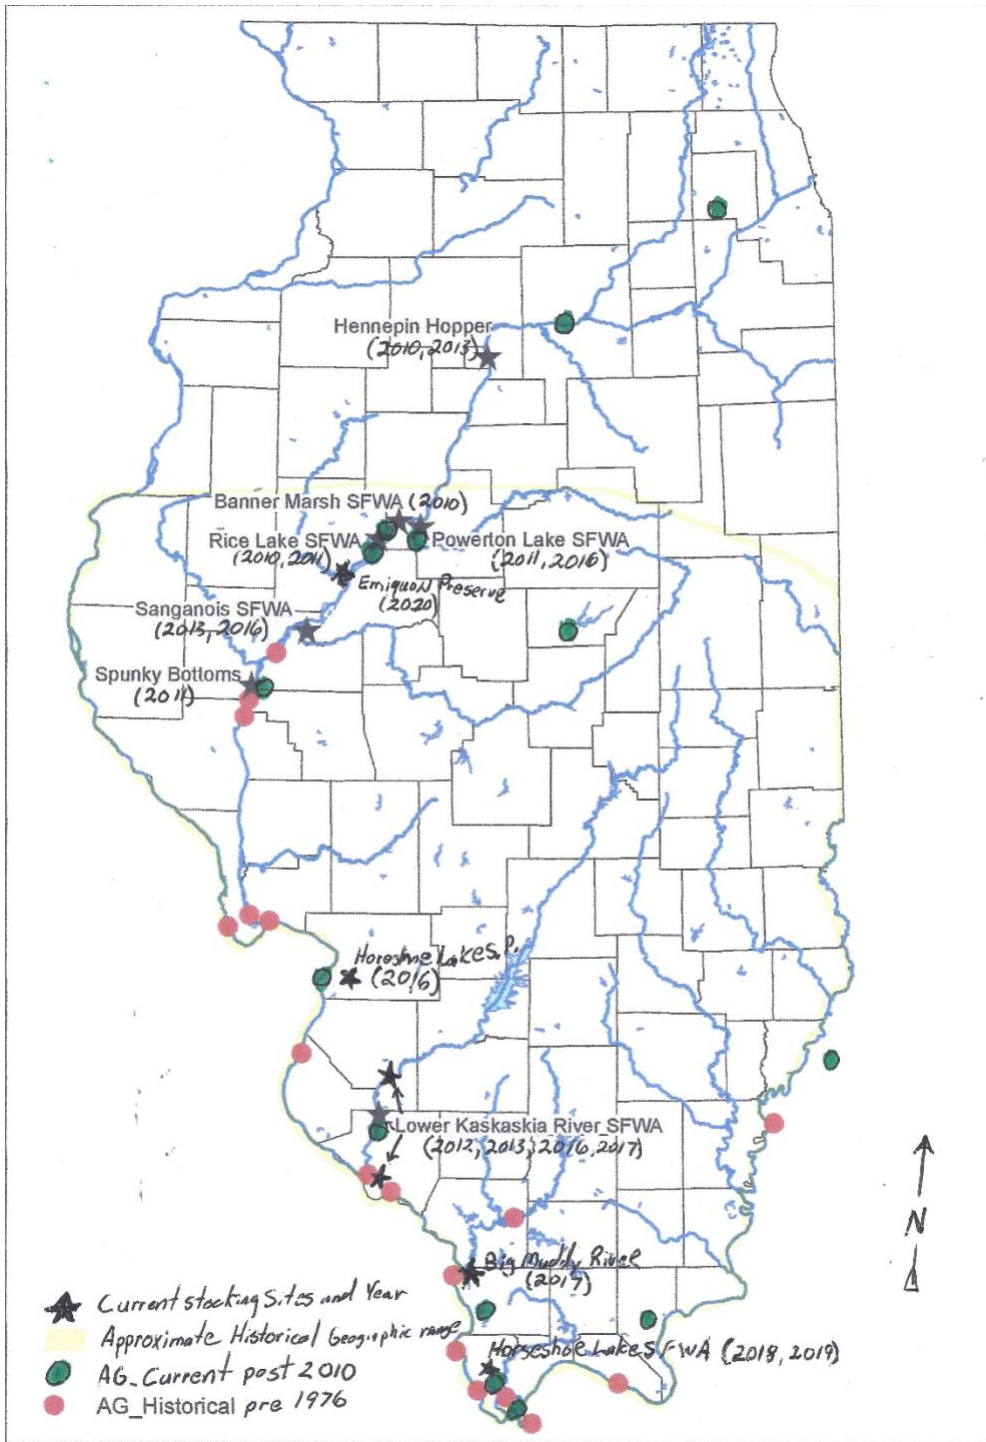 Hennepin Hopper
(2010, 2013)
Banner Marsh SFWA (2010)
Rice Lake SFWA
(2010, 2011)
Powerton Lake SFWA
(2011, 2016)
Emiquon Preserve
(2020)
Sanganois SFWA
(2013, 2016)
Spunky Bottoms
(2011)
Horeshoe Lake S.P.
(2016)
Lower Kaskaskia River SFWA
(2012, 2013, 2016, 2017)
Big Muddy River
(2017)
Horseshoe Lake SFWA (2018, 2019)
N
Current stocking Sites and Year
Approximate Historical Geographic range
AG_Current post 2010
AG_Historical pre 1976